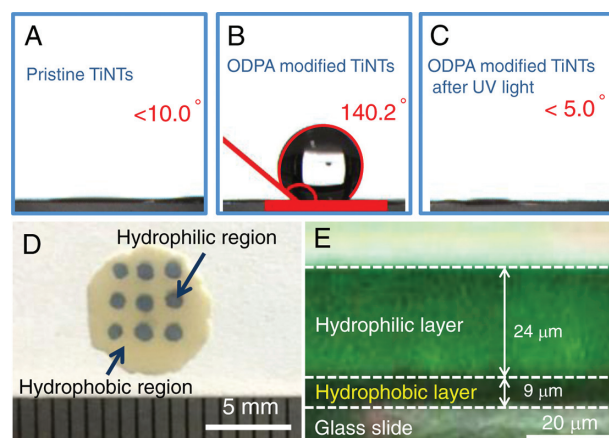 A
Pristine TiNTs
<10.0°
B
ODPA modified TiNTs
140.2°
C
ODPA modified TiNTs
after UV light
< 5.0°
D
Hydrophilic region
Hydrophobic region
5 mm
E
Hydrophilic layer
24 μm
Hydrophobic layer
9 μm
Glass slide
20 μm